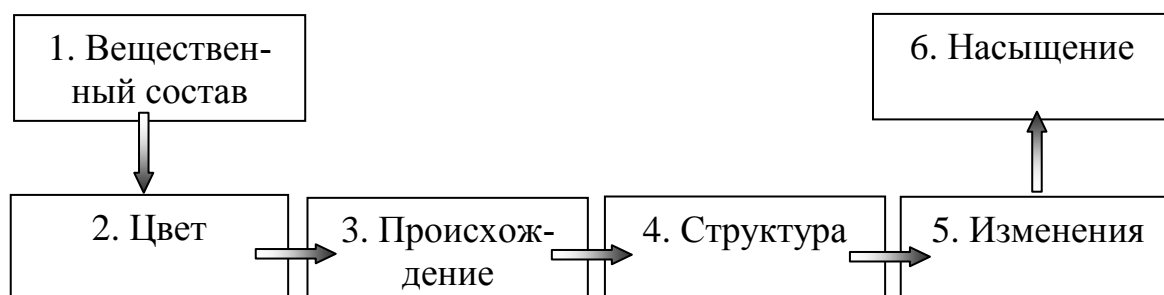 1. Веществен-
ный состав
2. Цвет
3. Происхож-
дение
4. Структура
5. Изменения
6. Насыщение